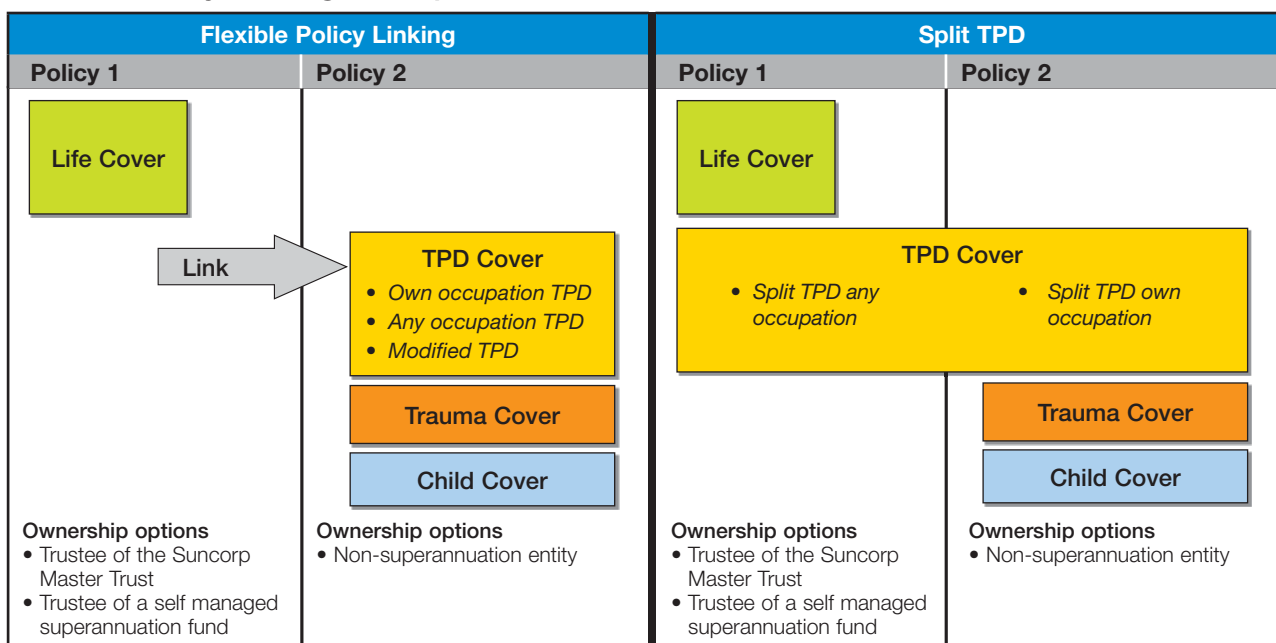 Flexible Policy Linking
Policy 1
Policy 2
Life Cover
Link
TPD Cover
• Own occupation TPD
• Any occupation TPD
• Modified TPD
Trauma Cover
Child Cover
Ownership options
• Trustee of the Suncorp
Master Trust
• Trustee of a self managed
superannuation fund
Ownership options
• Non-superannuation entity
Split TPD
Policy 1
Policy 2
Life Cover
TPD Cover
• Split TPD any
occupation
• Split TPD own
occupation
Trauma Cover
Child Cover
Ownership options
• Trustee of the Suncorp
Master Trust
• Trustee of a self managed
superannuation fund
Ownership options
• Non-superannuation entity